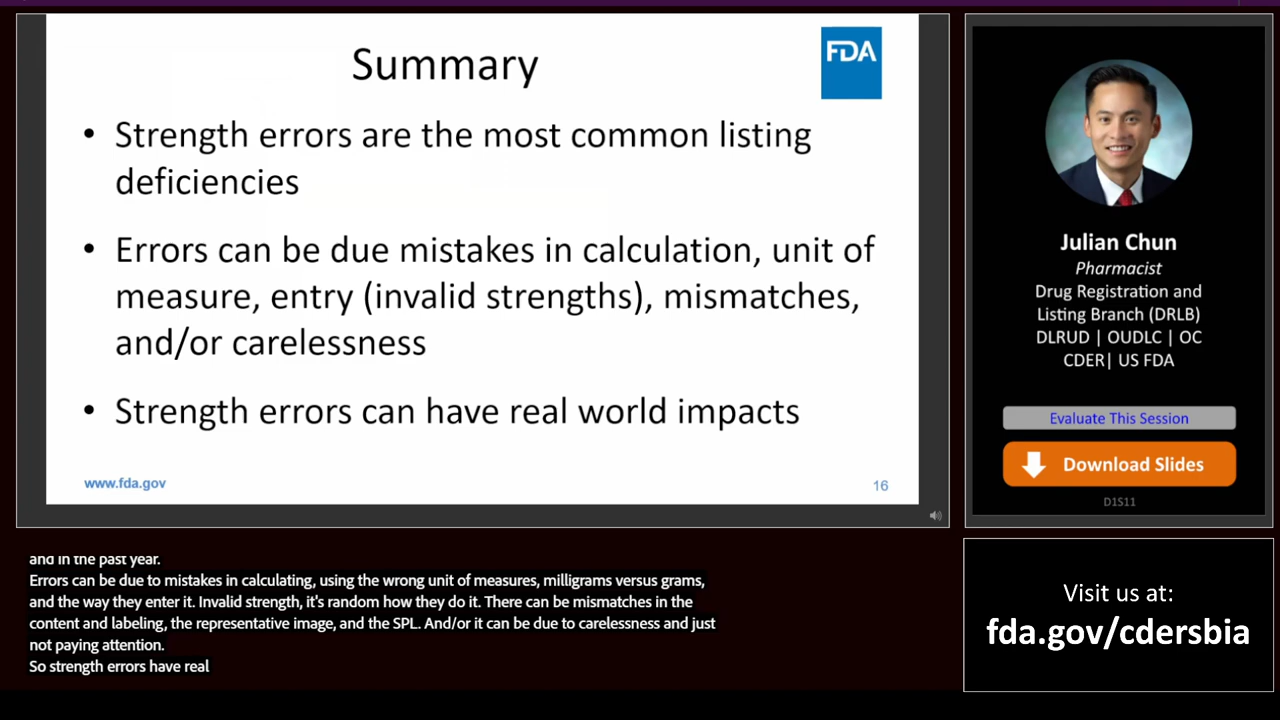 Summary
FDA
• Strength errors are the most common listing
deficiencies
• Errors can be due mistakes in calculation, unit of
measure, entry (invalid strengths), mismatches,
and/or carelessness
• Strength errors can have real world impacts
www.fda.gov
16
Julian Chun
Pharmacist
Drug Registration and
Listing Branch (DRLB)
DLRUD | OUDLC | OC
CDER| US FDA
Evaluate This Session
Download Slides
D1S11
and in the past year.
Errors can be due to mistakes in calculating, using the wrong unit of measures, milligrams versus grams,
and the way they enter it. Invalid strength, it's random how they do it. There can be mismatches in the
content and labeling, the representative image, and the SPL. And/or it can be due to carelessness and just
not paying attention.
So strength errors have real
Visit us at:
fda.gov/cdersbia